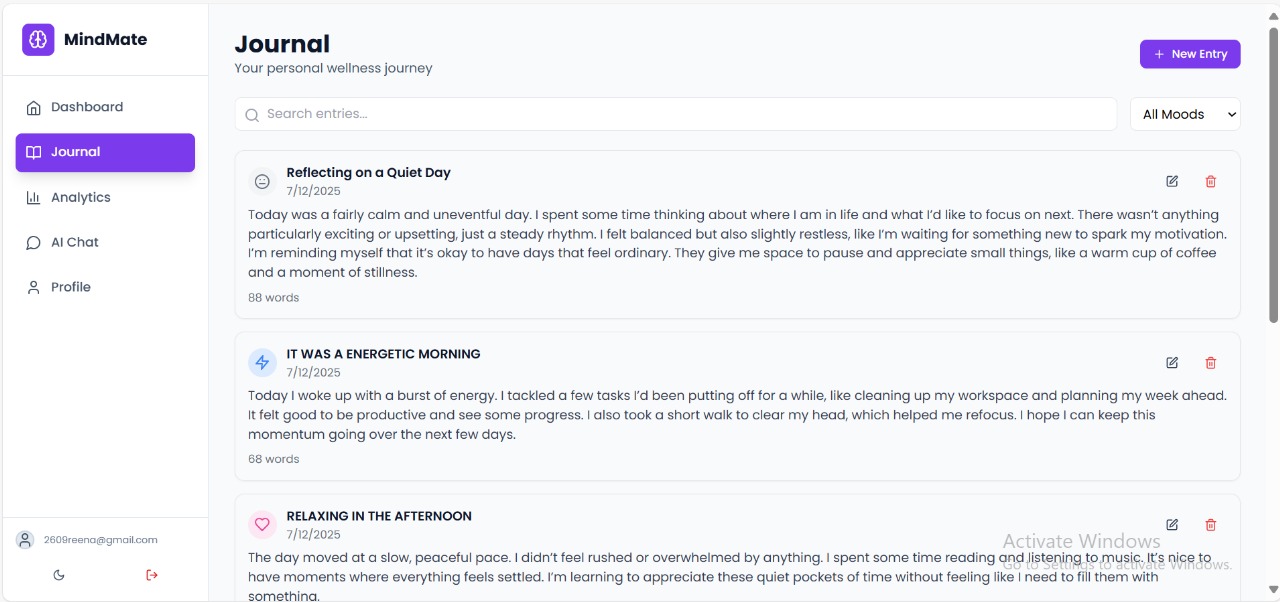 MindMate
Dashboard
Journal
Analytics
AI Chat
Profile
2609reena@gmail.com
Journal
Your personal wellness journey
New Entry
Search entries...
All Moods
Reflecting on a Quiet Day
7/12/2025
Today was a fairly calm and uneventful day. I spent some time thinking about where I am in life and what I'd like to focus on next. There wasn't anything
particularly exciting or upsetting, just a steady rhythm. I felt balanced but also slightly restless, like I'm waiting for something new to spark my motivation.
I'm reminding myself that it's okay to have days that feel ordinary. They give me space to pause and appreciate small things, like a warm cup of coffee
and a moment of stillness.
88 words
IT WAS A ENERGETIC MORNING
7/12/2025
Today I woke up with a burst of energy. I tackled a few tasks I'd been putting off for a while, like cleaning up my workspace and planning my week ahead.
It felt good to be productive and see some progress. I also took a short walk to clear my head, which helped me refocus. I hope I can keep this
momentum going over the next few days.
68 words
RELAXING IN THE AFTERNOON
7/12/2025
The day moved at a slow, peaceful pace. I didn't feel rushed or overwhelmed by anything. I spent some time reading and listening to music. It's nice to
have moments where everything feels settled. I'm learning to appreciate these quiet pockets of time without feeling like I need to fill them with
something.
Activate Windows
Go to Settings to activate Windows.